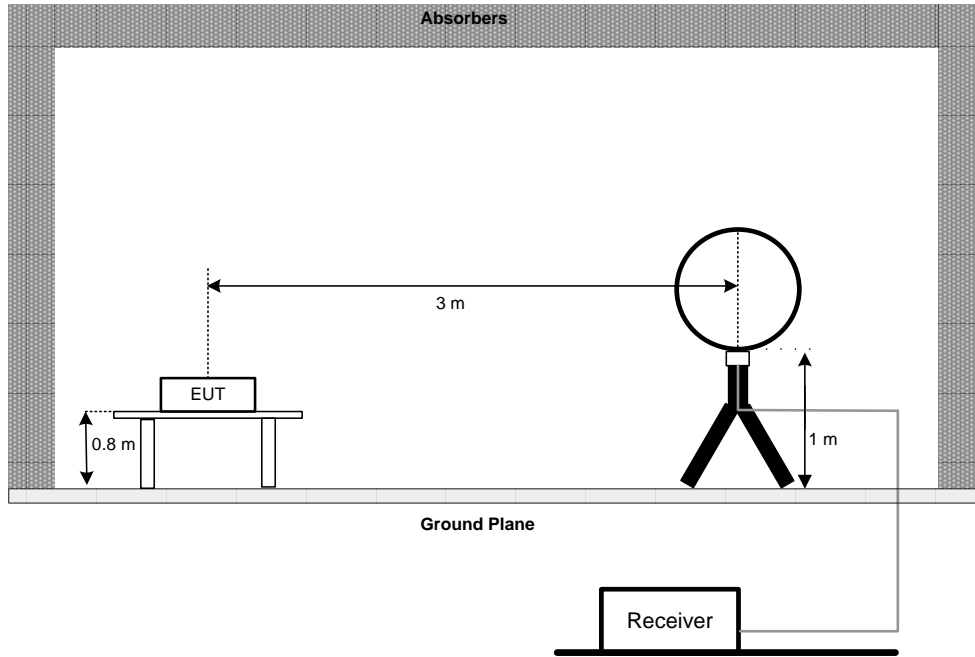 Absorbers
3 m
EUT
0.8 m
1 m
Ground Plane
Receiver